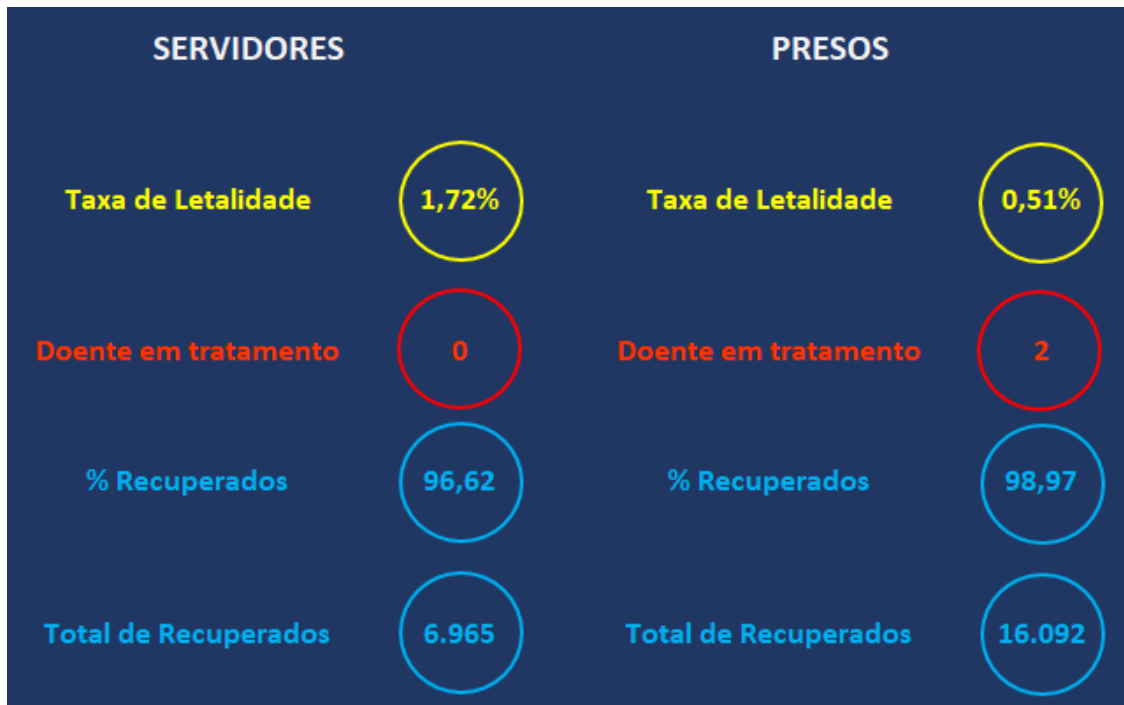 SERVIDORES
Taxa de Letalidade 1,72%
Doente em tratamento 0
% Recuperados 96,62
Total de Recuperados 6.965
PRESOS
Taxa de Letalidade 0,51%
Doente em tratamento 2
% Recuperados 98,97
Total de Recuperados 16.092